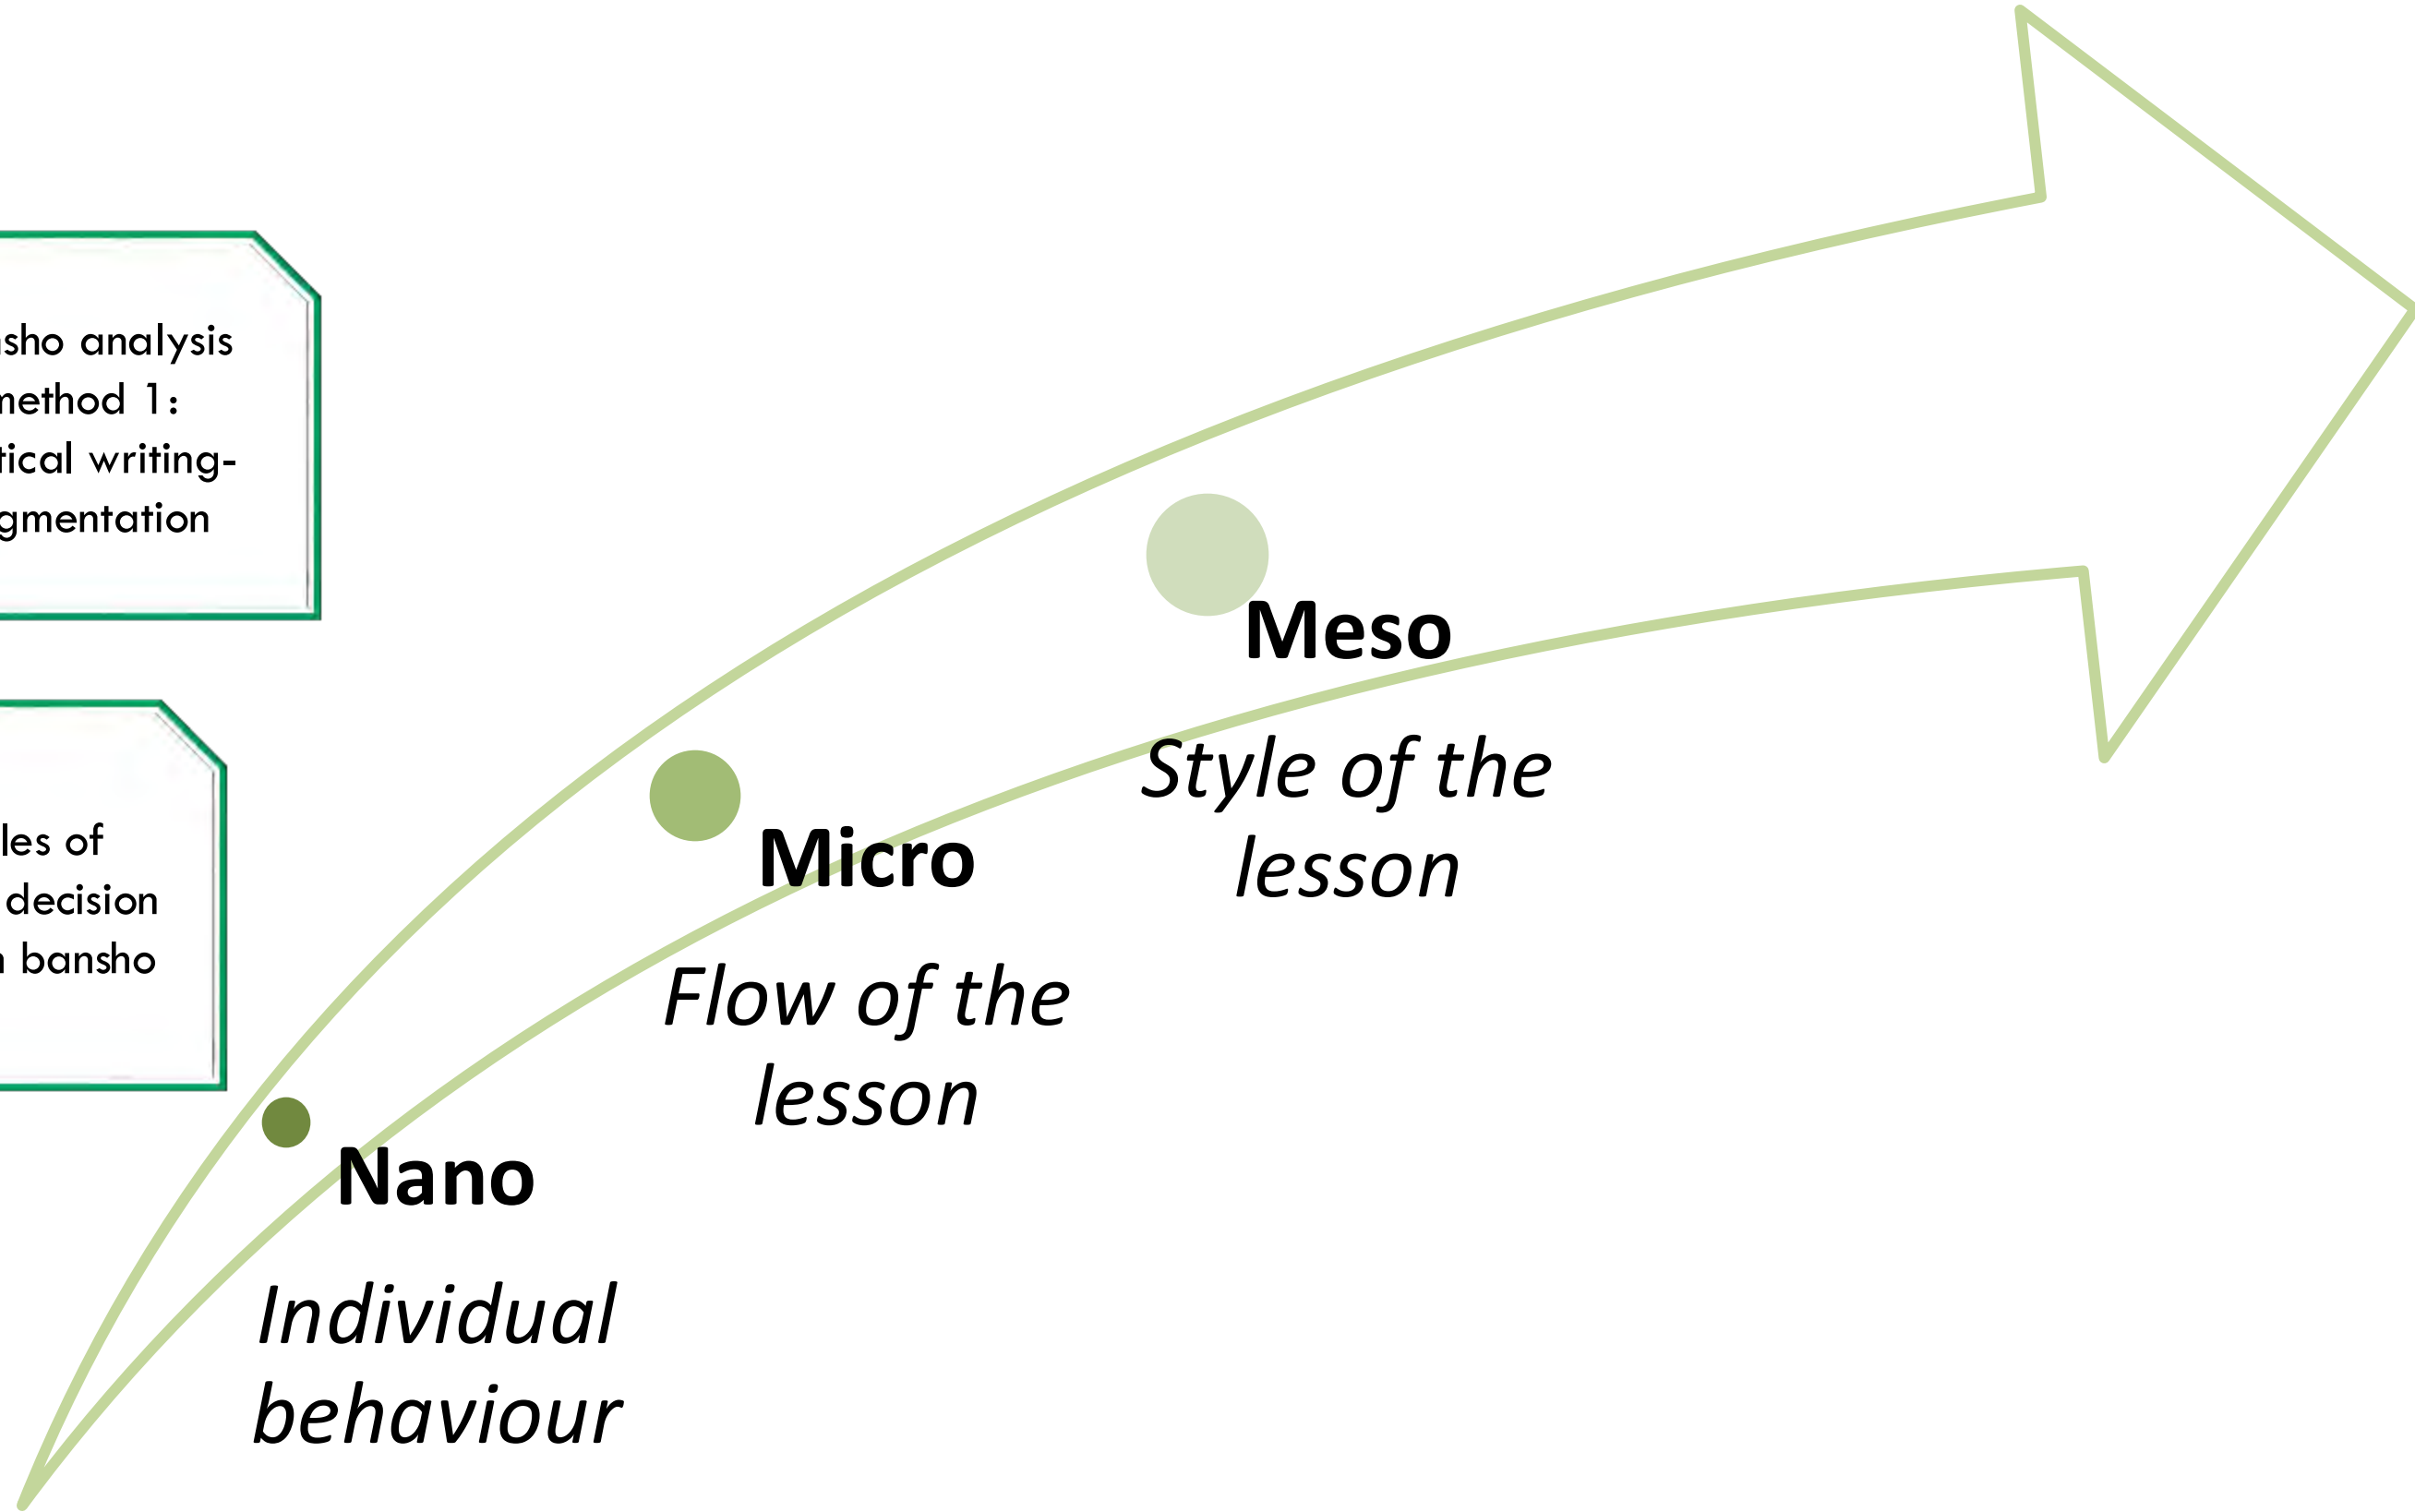 sho analysis
method 1:
tical writing-
gmentation
les of
decision
bansho
Meso
Style of the
lesson
Micro
Flow of the
lesson
Nano
Individual
behaviour